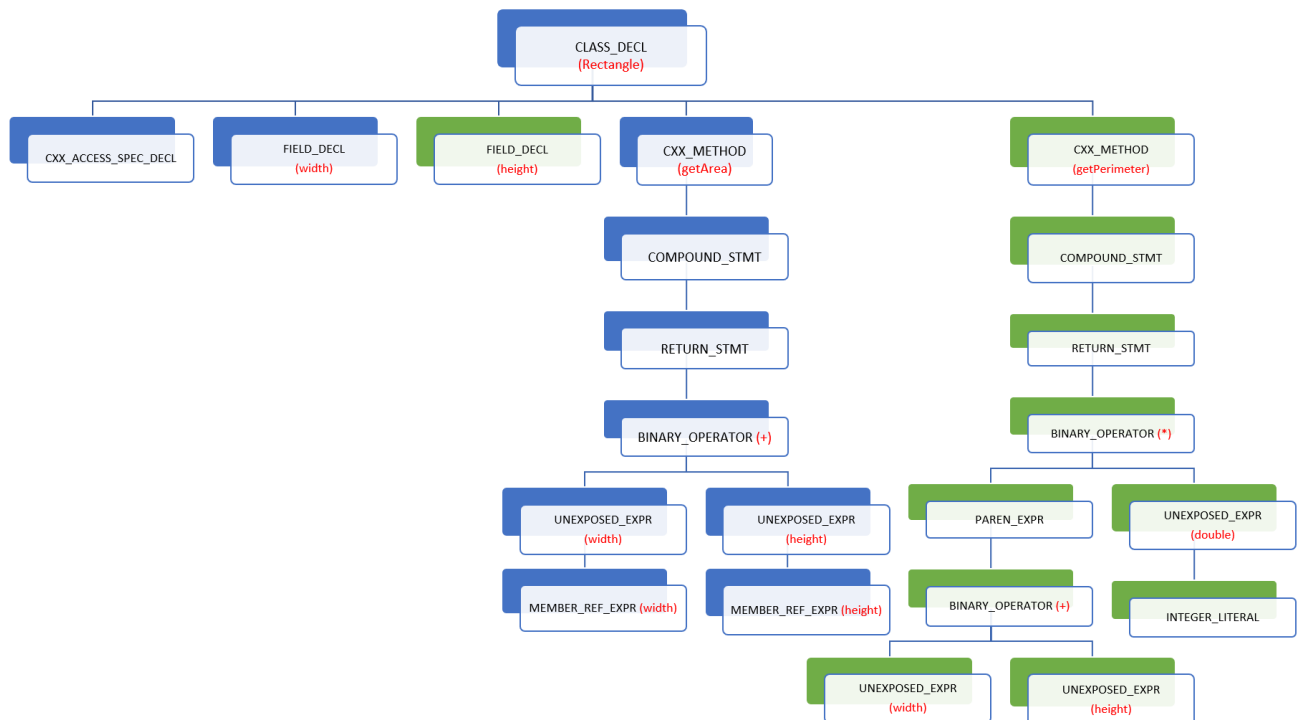 CLASS_DECL
(Rectangle)
CXX_ACCESS_SPEC_DECL
FIELD_DECL
(width)
FIELD_DECL
(height)
CXX_METHOD
(getArea)
CXX_METHOD
(getPerimeter)
COMPOUND_STMT
COMPOUND_STMT
RETURN_STMT
RETURN_STMT
BINARY_OPERATOR (+)
BINARY_OPERATOR (*)
UNEXPOSED_EXPR
(width)
UNEXPOSED_EXPR
(height)
PAREN_EXPR
UNEXPOSED_EXPR
(double)
MEMBER_REF_EXPR (width)
MEMBER_REF_EXPR (height)
BINARY_OPERATOR (+)
INTEGER_LITERAL
UNEXPOSED_EXPR
(width)
UNEXPOSED_EXPR
(height)